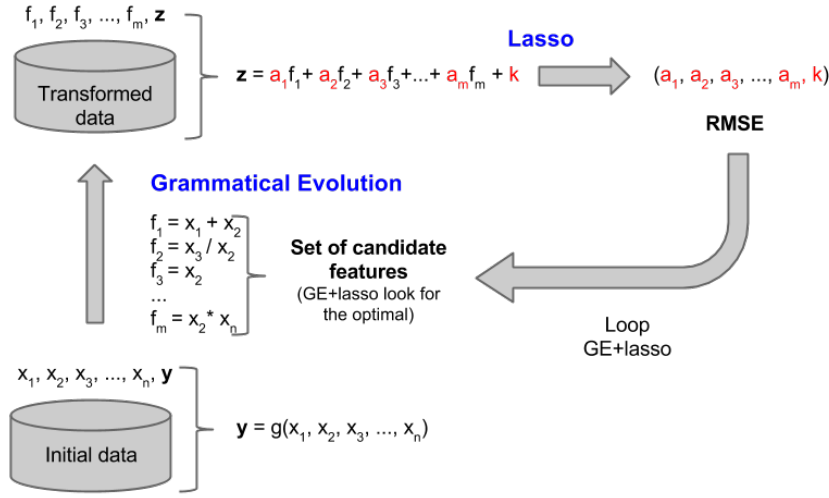 f₁, f₂, f₃, ..., fₘ, z
Transformed
data
z = a₁f₁+ a₂f₂+ a₃f₃+...+ aₘfₘ + k
Lasso
(a₁, a₂, a₃, ..., aₘ, k)
RMSE
Grammatical Evolution
f₁ = x₁ + x₂
f₂ = x₃ / x₂
f₃ = x₂
...
fₘ = x₂* xₙ
Set of candidate
features
(GE+lasso look for
the optimal)
Loop
GE+lasso
x₁, x₂, x₃, ..., xₙ, y
Initial data
y = g(x₁, x₂, x₃, ..., xₙ)